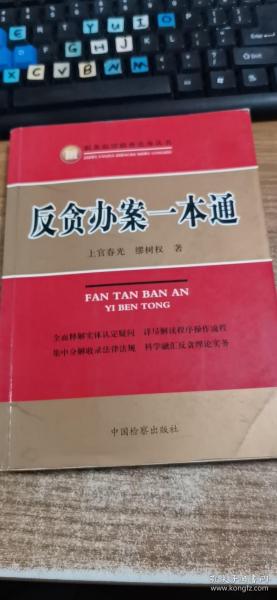 反贪办案一本通
上官春光 缪树权 著
FAN TAN BAN AN
YI BEN TONG
全面释解实体认定疑问 详尽解读程序操作流程
集中分解收录法律法规 科学融汇反贪理论实务
中国检察出版社